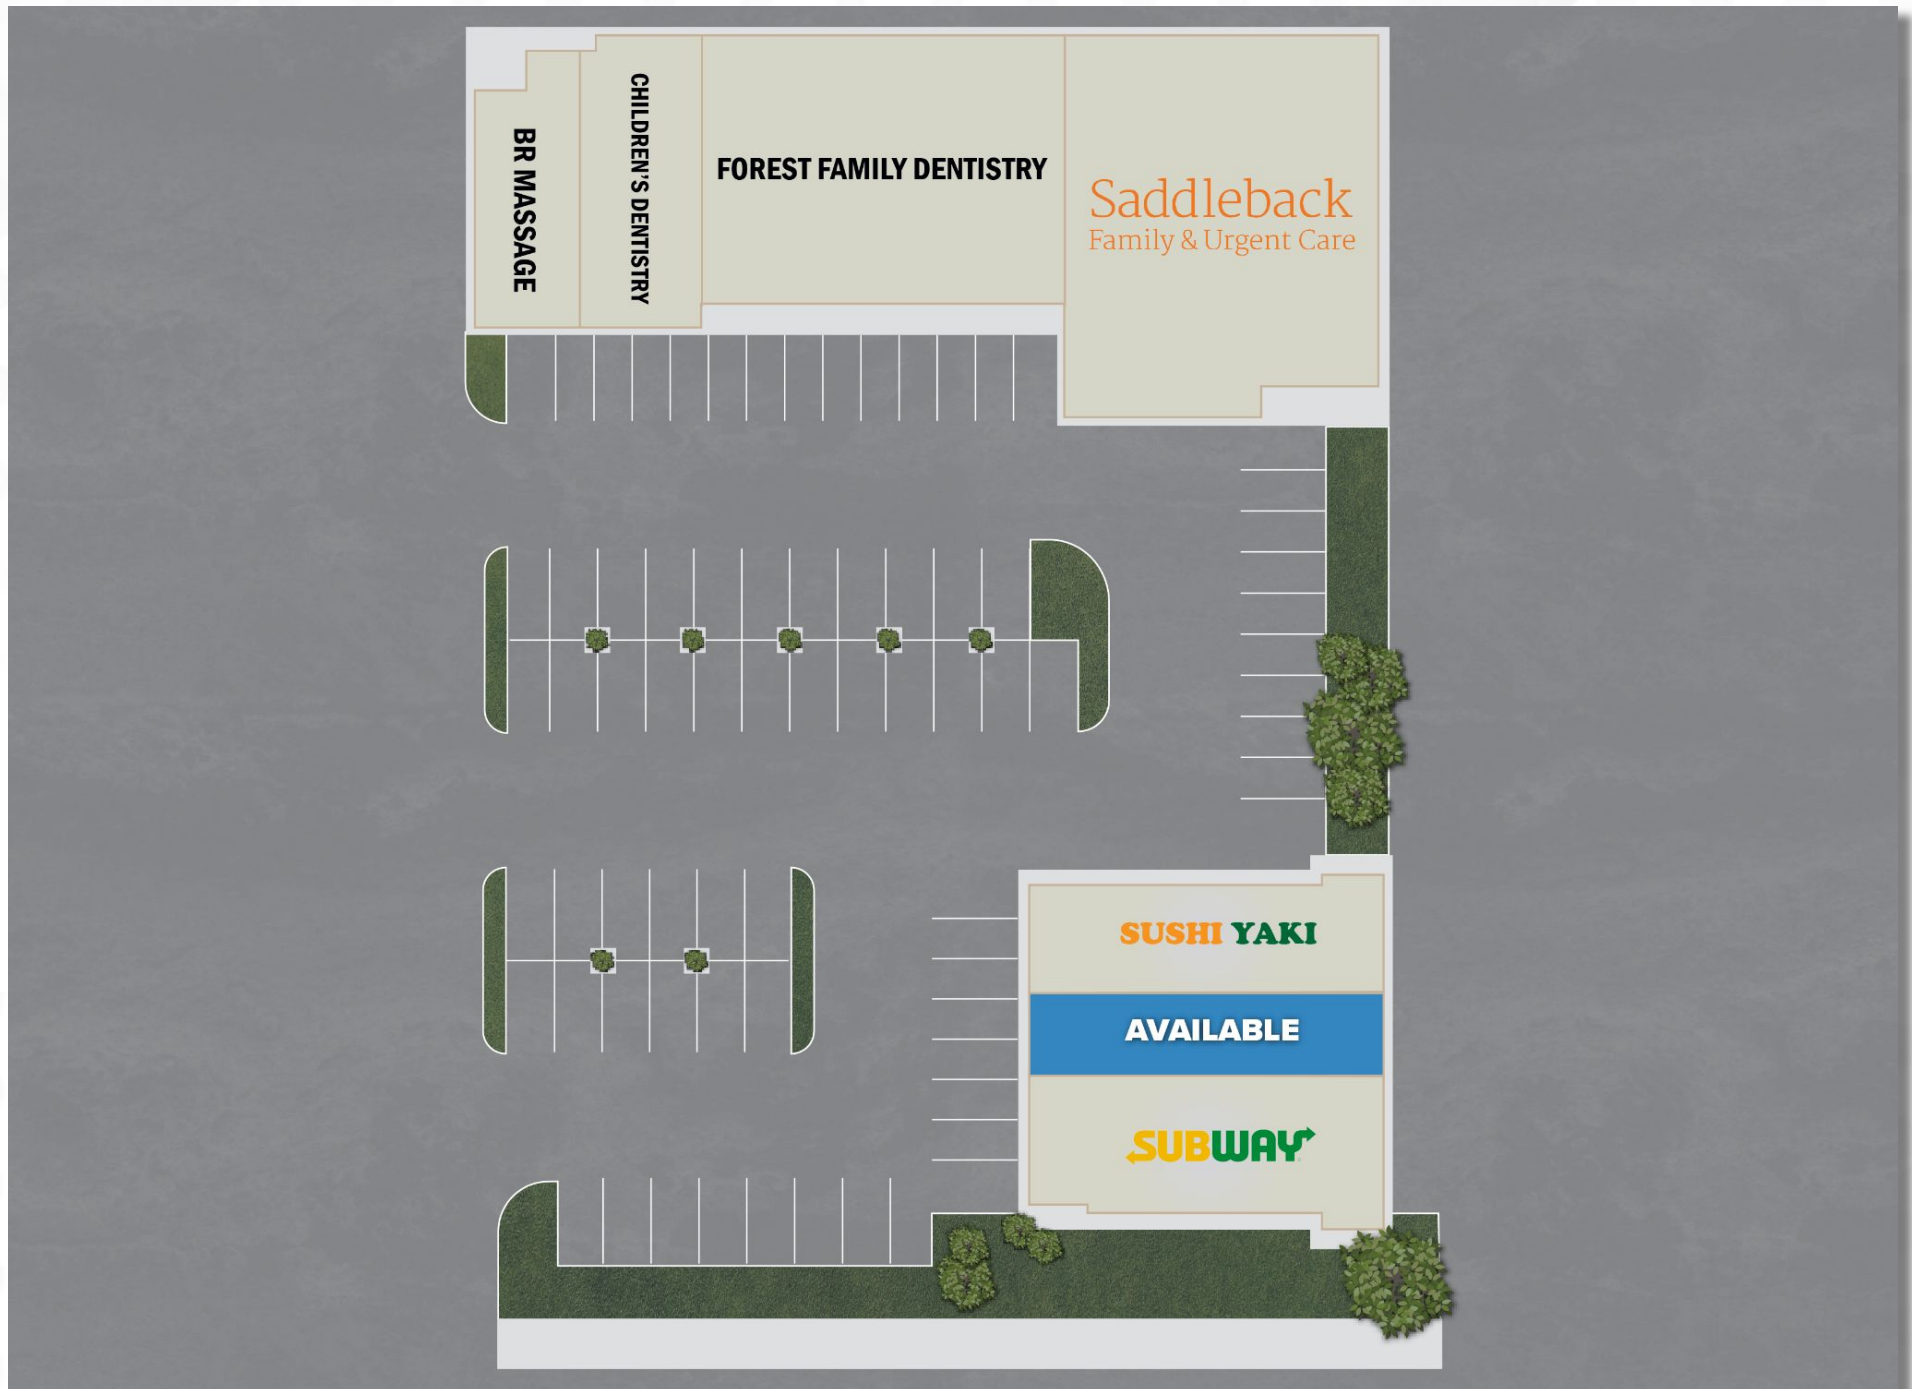 BR MASSAGE
CHILDREN'S DENTISTRY
FOREST FAMILY DENTISTRY
Saddleback
Family & Urgent Care
SUSHI YAKI
AVAILABLE
SUBWAY